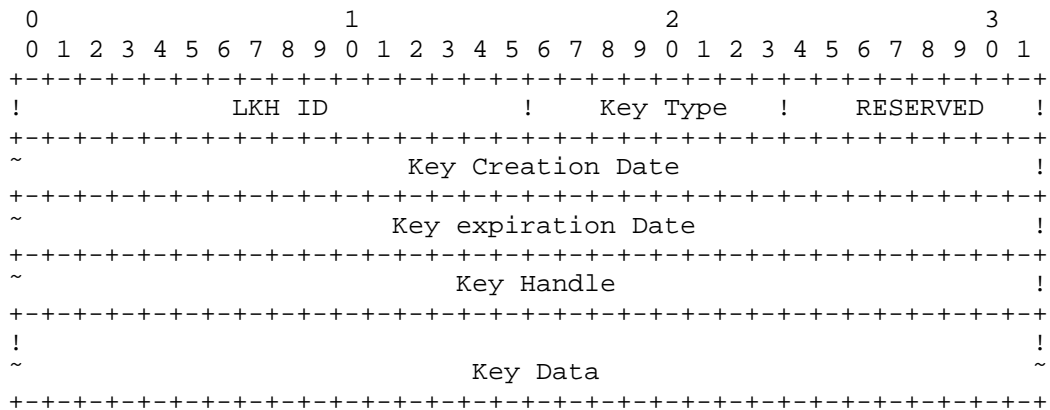 0                   1                   2                   3
 0 1 2 3 4 5 6 7 8 9 0 1 2 3 4 5 6 7 8 9 0 1 2 3 4 5 6 7 8 9 0 1
+-+-+-+-+-+-+-+-+-+-+-+-+-+-+-+-+-+-+-+-+-+-+-+-+-+-+-+-+-+-+-+-+
!             LKH ID            !    Key Type   !    RESERVED   !
+-+-+-+-+-+-+-+-+-+-+-+-+-+-+-+-+-+-+-+-+-+-+-+-+-+-+-+-+-+-+-+-+
~                        Key Creation Date                      !
+-+-+-+-+-+-+-+-+-+-+-+-+-+-+-+-+-+-+-+-+-+-+-+-+-+-+-+-+-+-+-+-+
~                       Key expiration Date                     !
+-+-+-+-+-+-+-+-+-+-+-+-+-+-+-+-+-+-+-+-+-+-+-+-+-+-+-+-+-+-+-+-+
~                           Key Handle                          !
+-+-+-+-+-+-+-+-+-+-+-+-+-+-+-+-+-+-+-+-+-+-+-+-+-+-+-+-+-+-+-+-+
!                                                               !
~                            Key Data                           ~
+-+-+-+-+-+-+-+-+-+-+-+-+-+-+-+-+-+-+-+-+-+-+-+-+-+-+-+-+-+-+-+-+